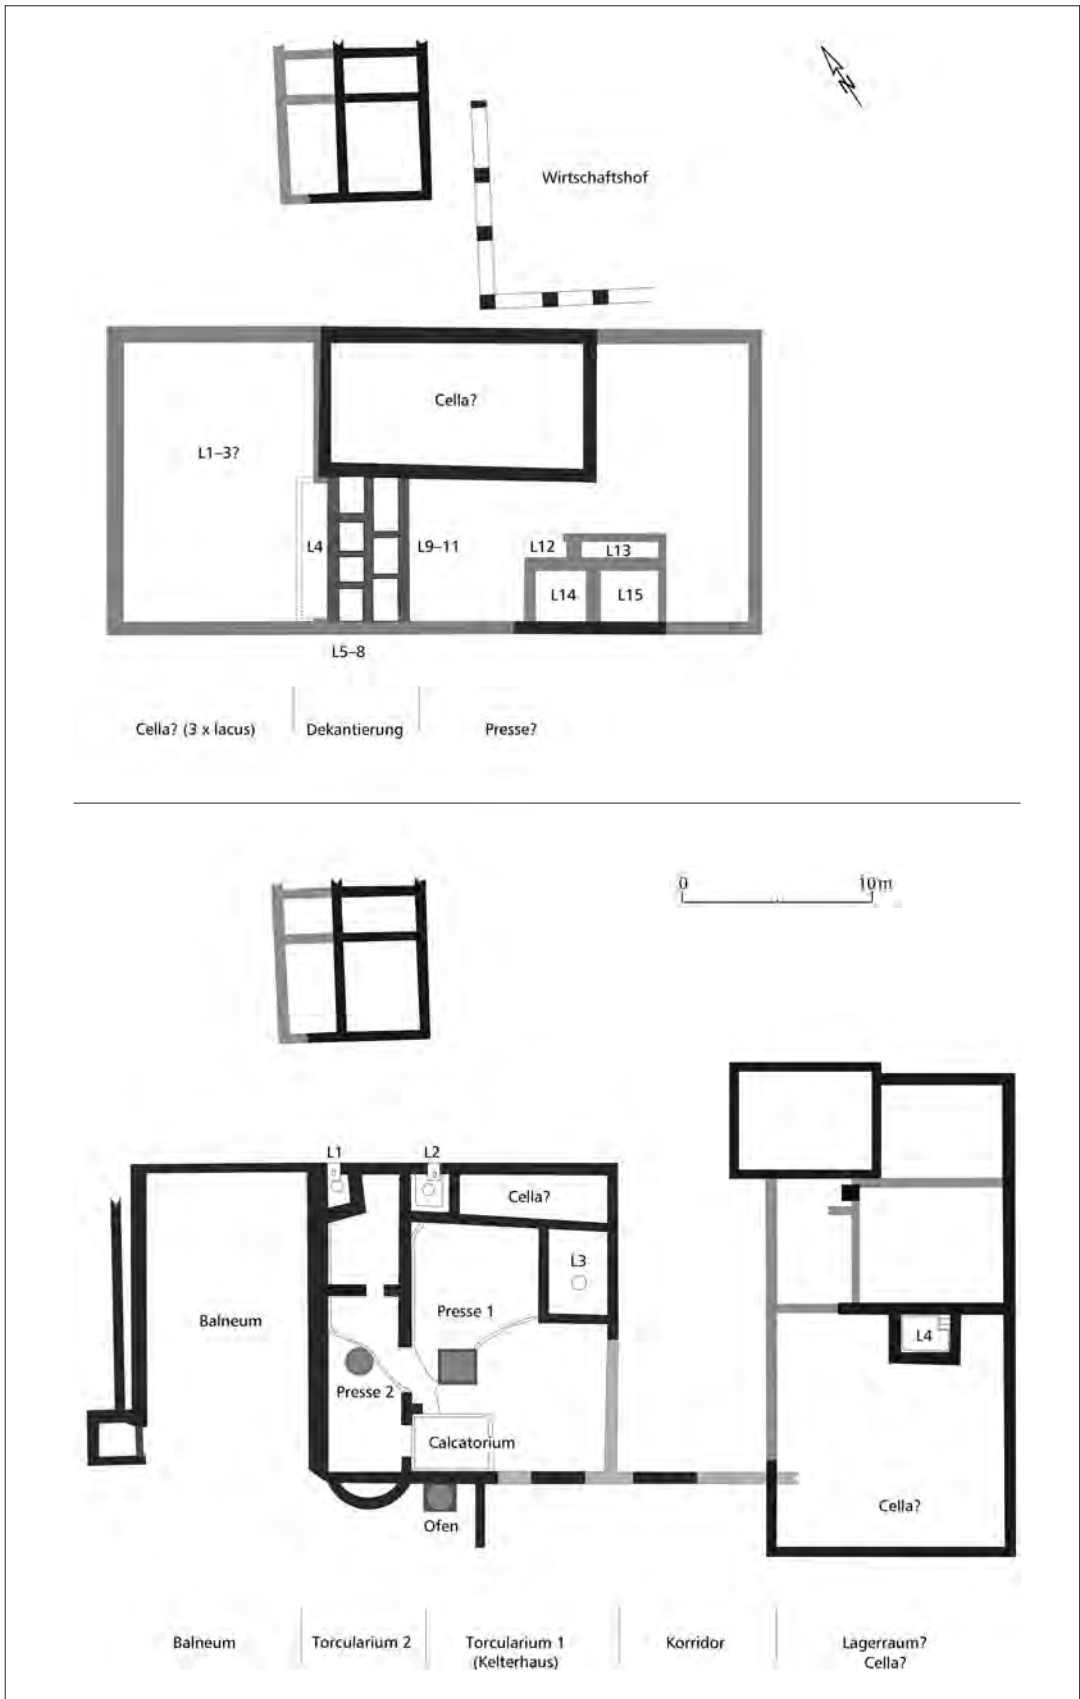 N
Wirtschaftshof
Cella?
L1–3?
L4
L9–11
L12
L13
L14
L15
L5–8
Cella? (3 x lacus)
Dekantierung
Presse?
0
10 m
L1
L2
Cella?
L3
Presse 1
Balneum
L4
Presse 2
Calcatorium
Cella?
Ofen
Balneum
Torcularium 2
Torcularium 1
(Kelterhaus)
Korridor
Lagerraum?
Cella?